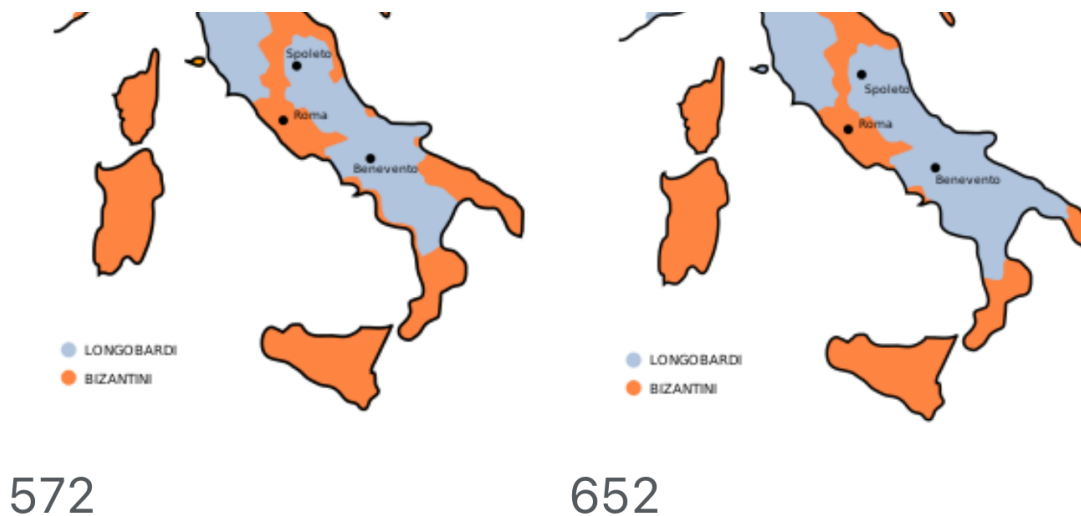 Spoleto
Roma
Benevento
LONGOBARDI
BIZANTINI
572
Spoleto
Roma
Benevento
LONGOBARDI
BIZANTINI
652